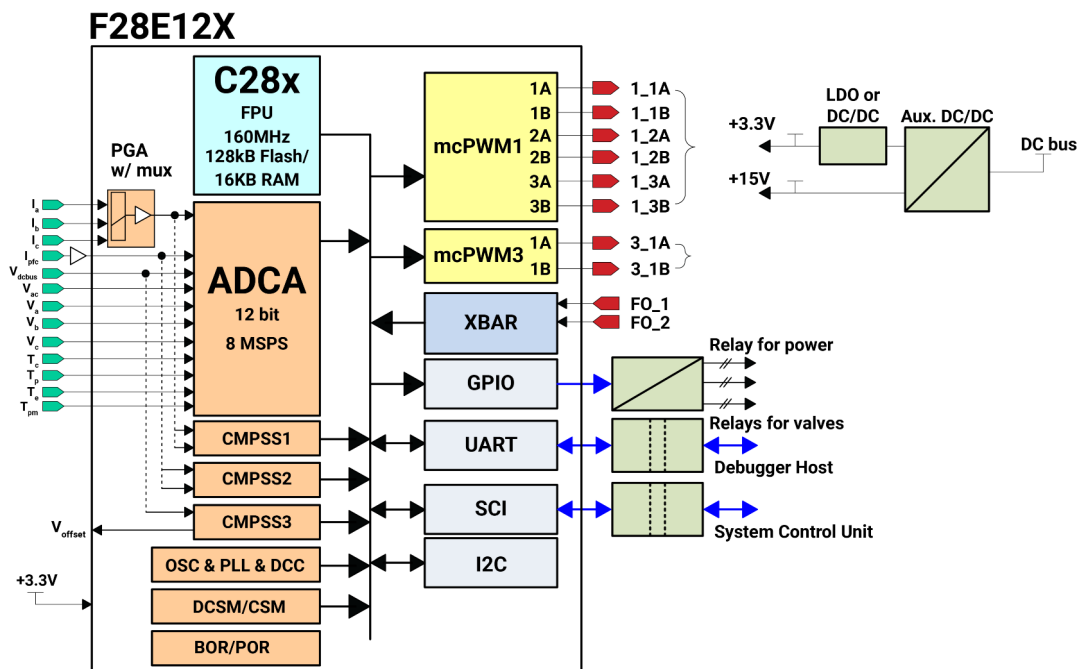 F28E12X
C28x
FPU
160MHz
128kB Flash/
16KB RAM
PGA
w/ mux
Ia
Ib
Ic
Ipfc
Vdcbus
Vac
Va
Vb
Vc
Tc
Tp
Te
Tpm
ADCA
12 bit
8 MSPS
CMPSS1
CMPSS2
CMPSS3
Voffset
OSC & PLL & DCC
+3.3V
DCSM/CSM
BOR/POR
mcPWM1
1A
1B
2A
2B
3A
3B
1_1A
1_1B
1_2A
1_2B
1_3A
1_3B
mcPWM3
1A
1B
3_1A
3_1B
XBAR
FO_1
FO_2
GPIO
Relay for power
Relays for valves
UART
Debugger Host
SCI
System Control Unit
I2C
LDO or
DC/DC
Aux. DC/DC
+3.3V
+15V
DC bus